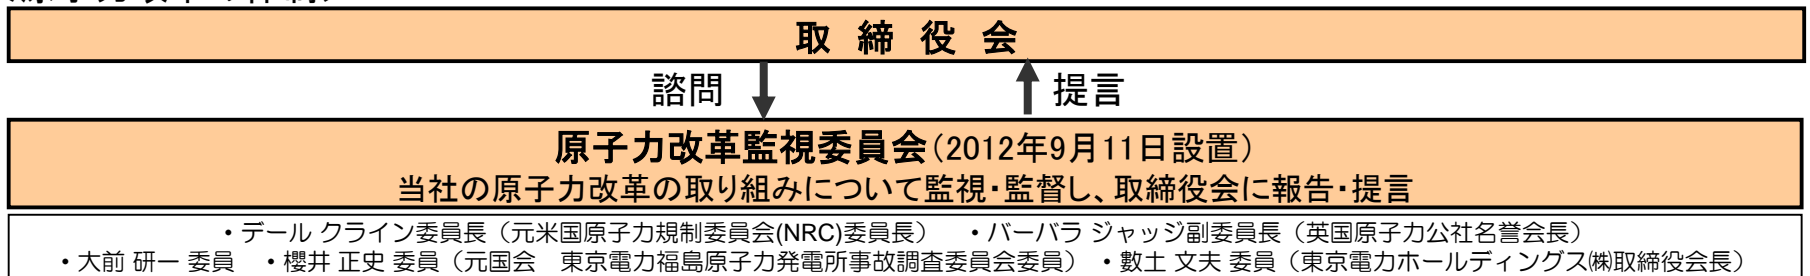 取 締 役 会
諮問 提言
原子力改革監視委員会(2012年9月11日設置)
当社の原子力改革の取り組みについて監視・監督し、取締役会に報告・提言
・デール クライン委員長（元米国原子力規制委員会(NRC)委員長） ・バーバラ ジャッジ副委員長（英国原子力公社名誉会長）
・大前 研一 委員 ・櫻井 正史 委員（元国会 東京電力福島原子力発電所事故調査委員会委員） ・數土 文夫 委員（東京電力ホールディングス㈱取締役会長）